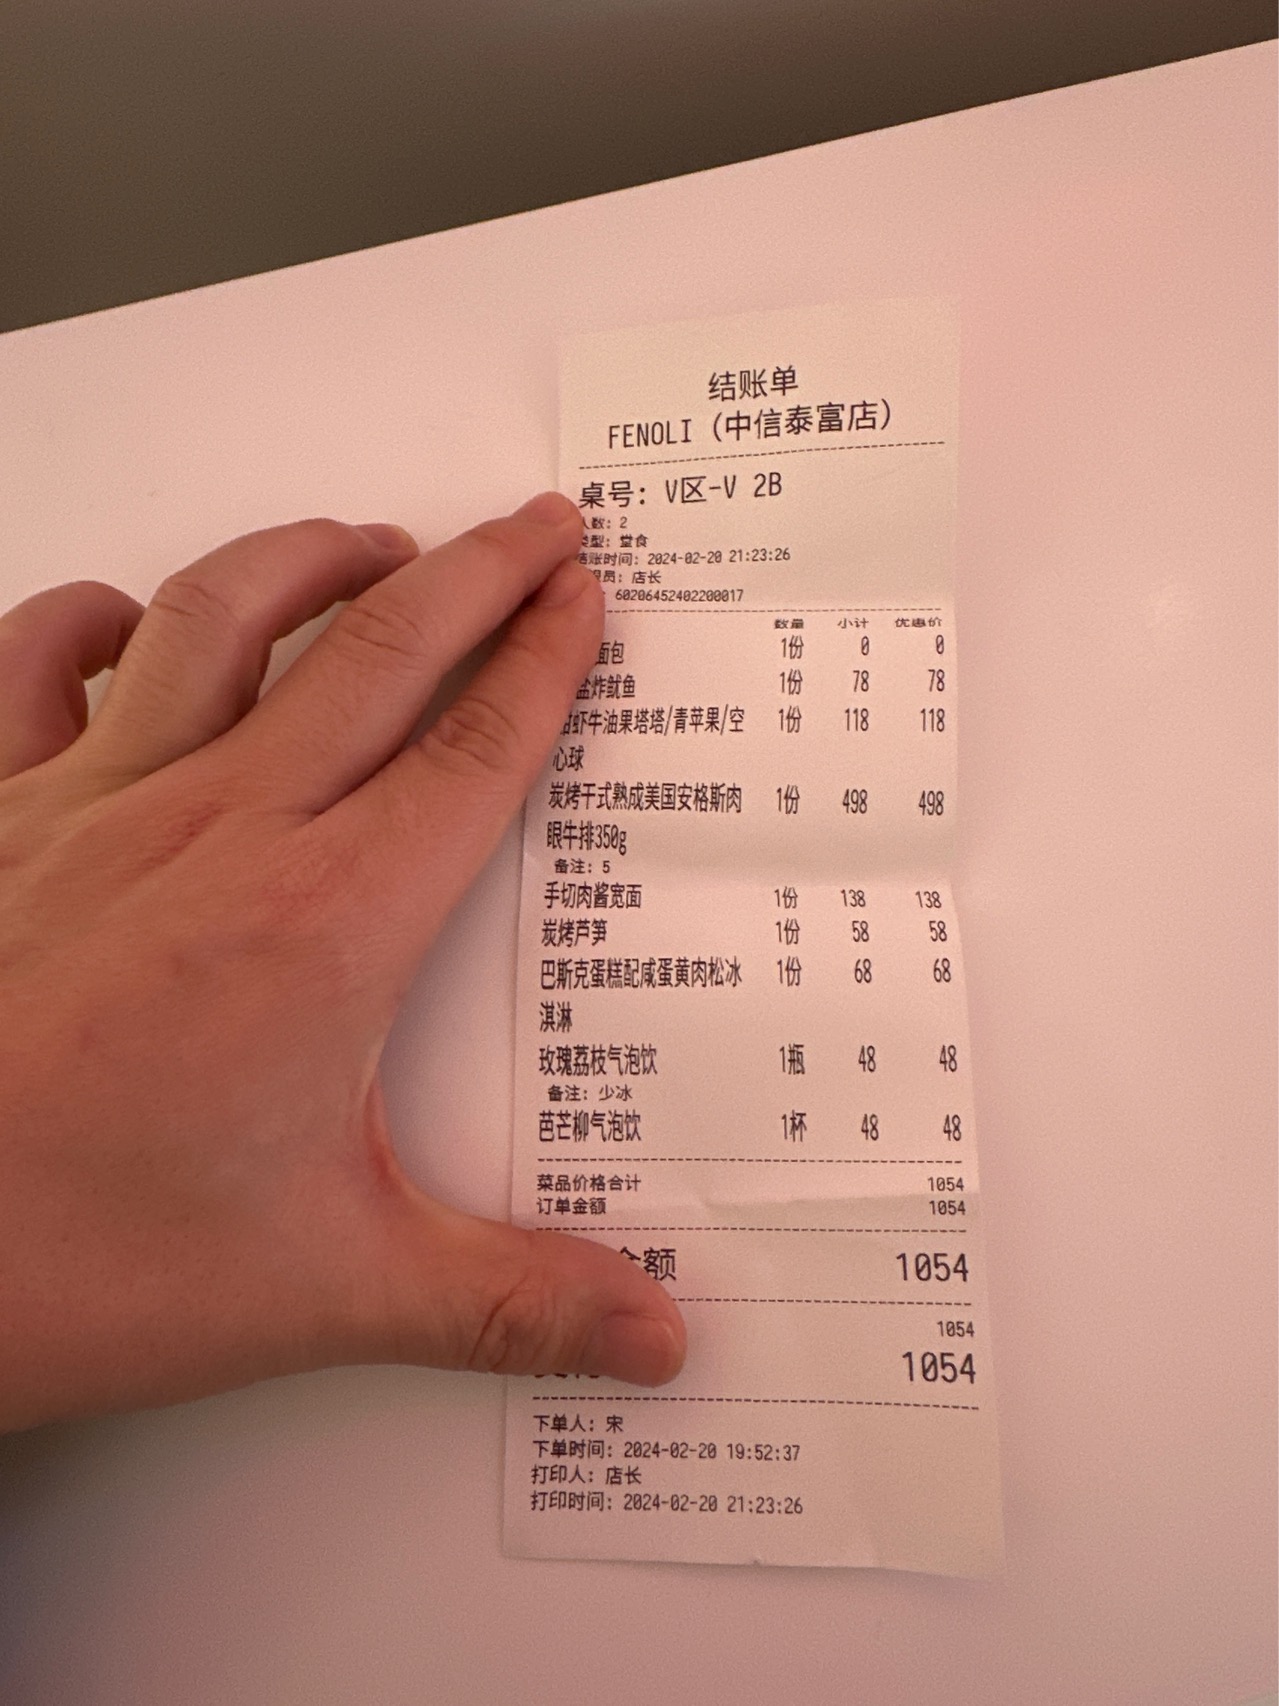 结账单
FENOLI（中信泰富店）
桌号：V区-V 2B
人数：2
类型：堂食
结账时间：2024-02-20 21:23:26
员：店长
：60206452402200017
数量 小计 优惠价
面包 1份 0 0
盐炸鱿鱼 1份 78 78
虾牛油果塔塔/青苹果/空 1份 118 118
心球
炭烤干式熟成美国安格斯肉 1份 498 498
眼牛排350g
备注：5
手切肉酱宽面 1份 138 138
炭烤芦笋 1份 58 58
巴斯克蛋糕配咸蛋黄肉松冰 1份 68 68
淇淋
玫瑰荔枝气泡饮 1瓶 48 48
备注：少冰
芭芒柳气泡饮 1杯 48 48
菜品价格合计 1054
订单金额 1054
金额 1054
1054
1054
下单人：宋
下单时间：2024-02-20 19:52:37
打印人：店长
打印时间：2024-02-20 21:23:26